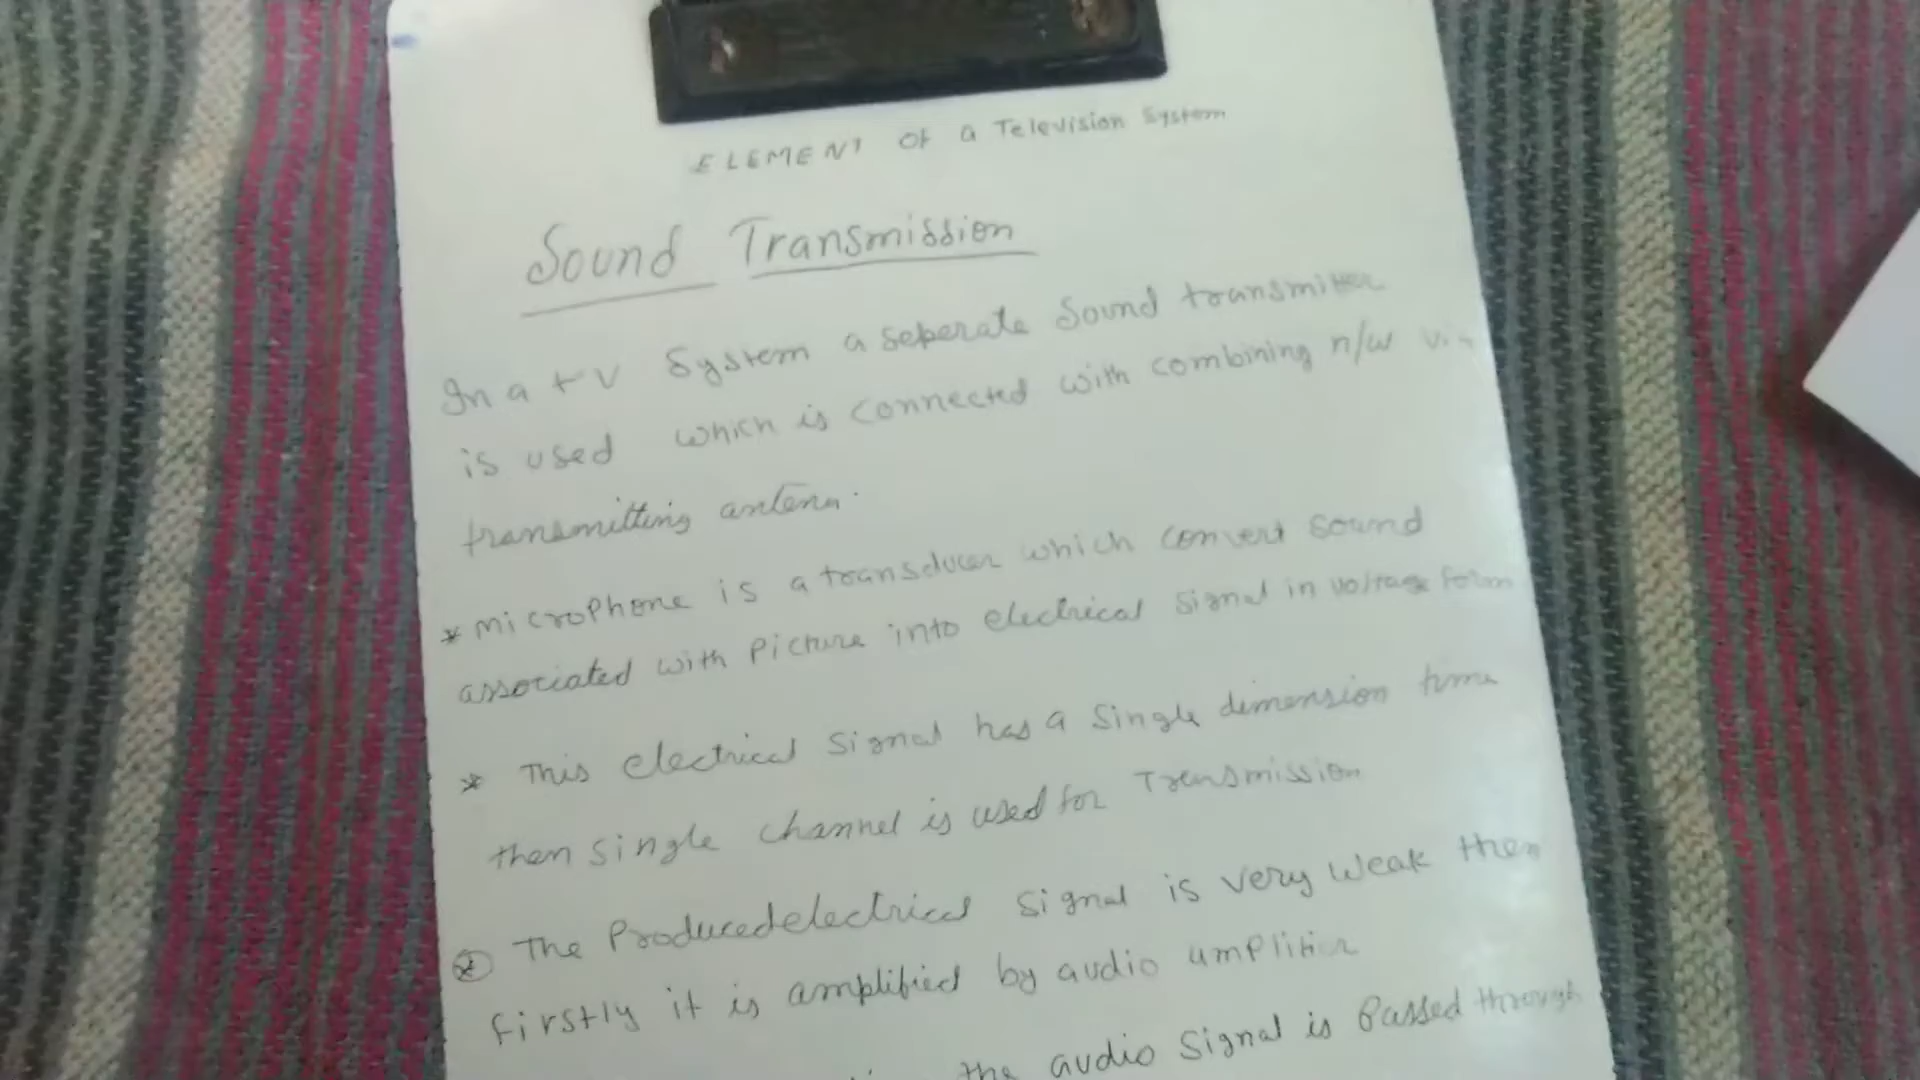 ELEMENT OF a Television System
Sound Transmission
In a t V System a seperate Sound transmitter
is used which is connected with combining n/w via
transmitting antena.
* microphone is a transducer which convert sound
associated with Picture into electrical signal in voltage form
* This electrical Signal has a Single dimension time
then single channel is used for Transmission
* The Produced electrical signal is very weak then
firstly it is amplified by audio amplifier
the audio signal is Passed through